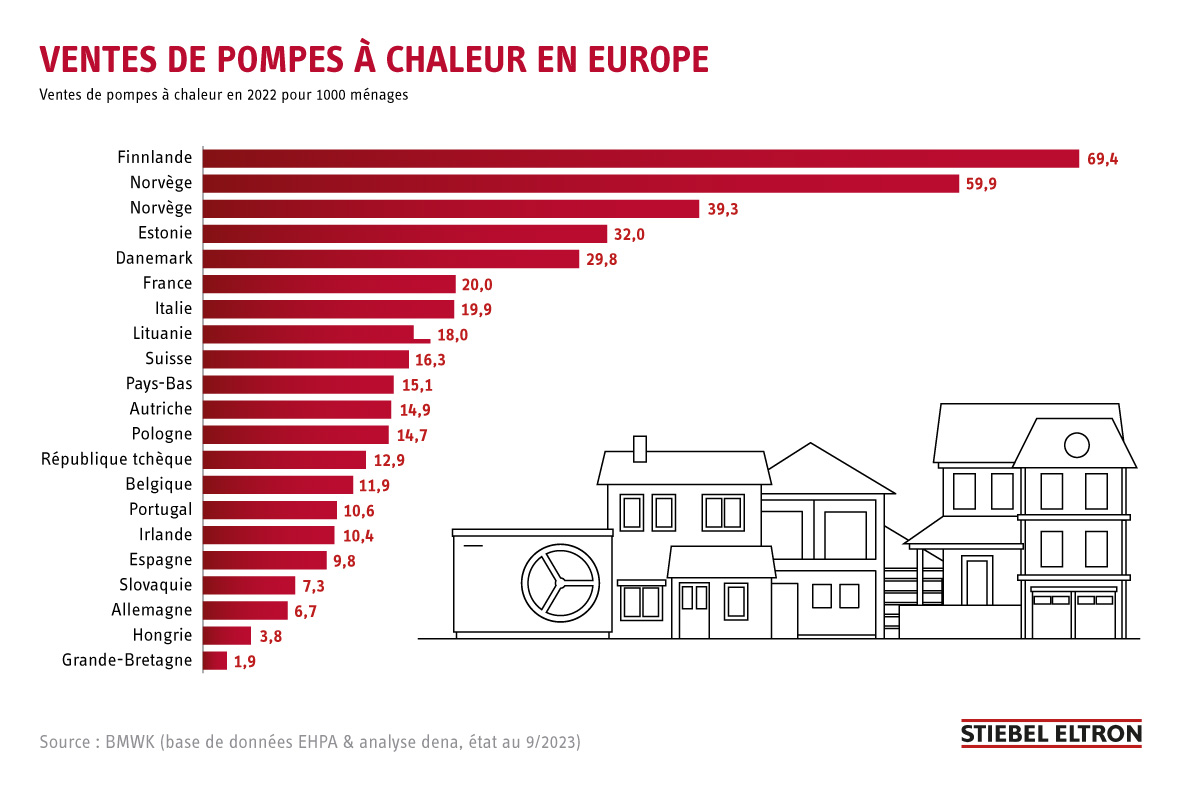 VENTES DE POMPES À CHALEUR EN EUROPE
Ventes de pompes à chaleur en 2022 pour 1000 ménages
Finnlande 69,4
Norvège 59,9
Norvège 39,3
Estonie 32,0
Danemark 29,8
France 20,0
Italie 19,9
Lituanie 18,0
Suisse 16,3
Pays-Bas 15,1
Autriche 14,9
Pologne 14,7
République tchèque 12,9
Belgique 11,9
Portugal 10,6
Irlande 10,4
Espagne 9,8
Slovaquie 7,3
Allemagne 6,7
Hongrie 3,8
Grande-Bretagne 1,9
Source : BMWK (base de données EHPA & analyse dena, état au 9/2023)
STIEBEL ELTRON